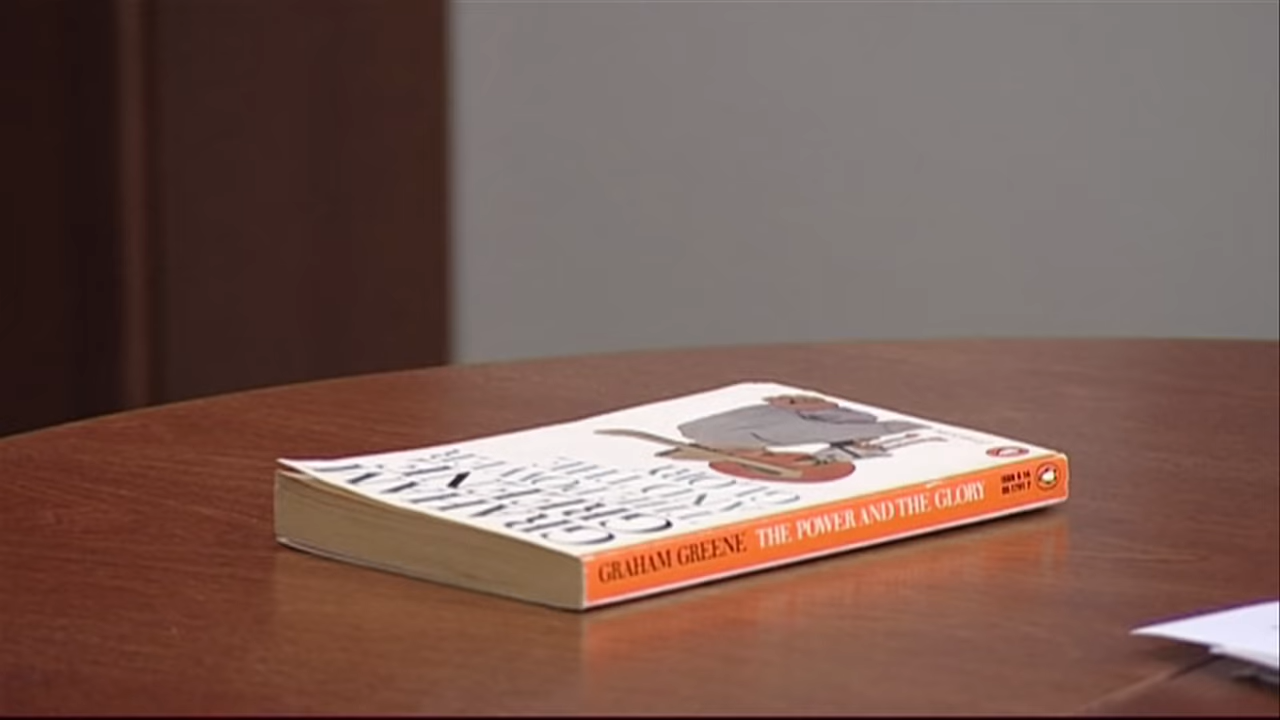 GRAHAM
GREENE
THE POWER
AND THE
GLORY
GRAHAM GREENE THE POWER AND THE GLORY